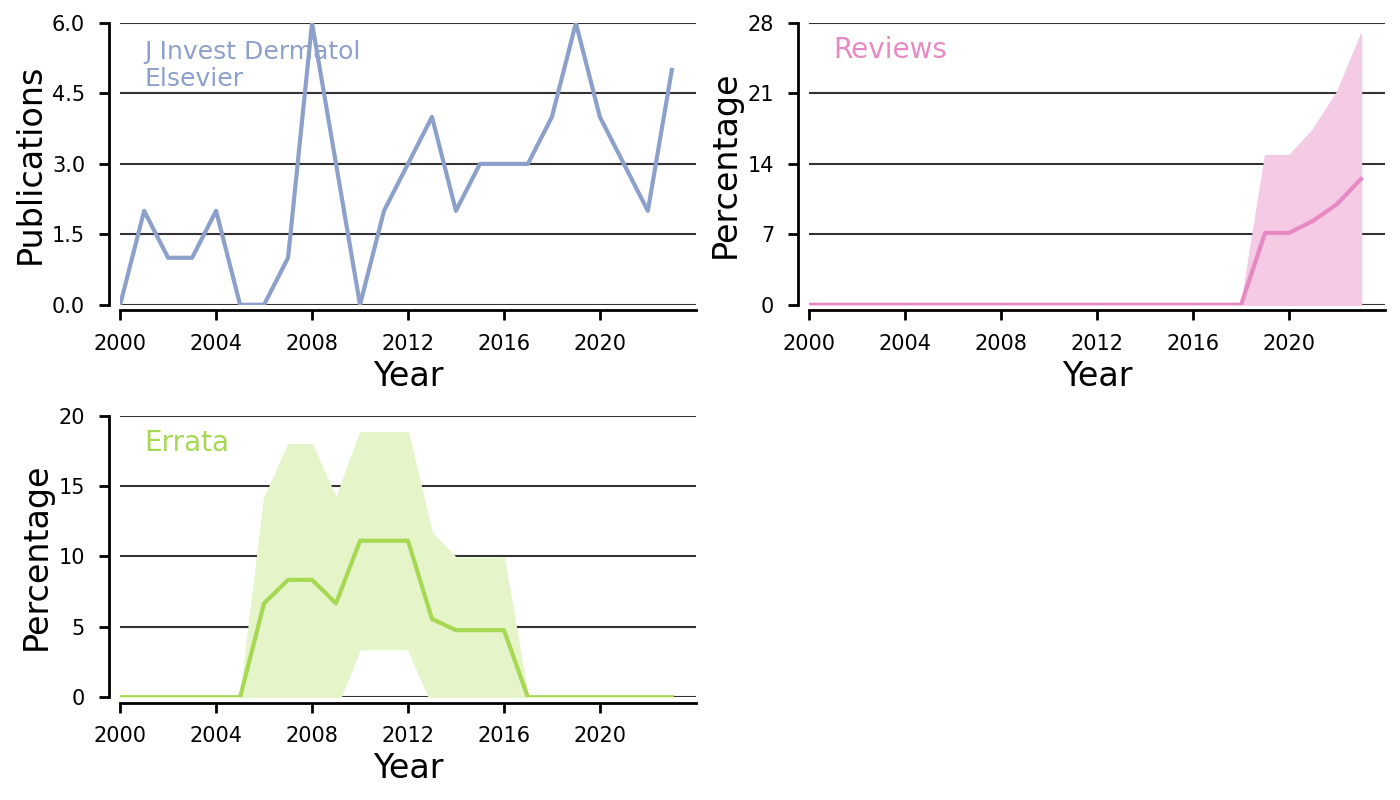 6.0
4.5
3.0
1.5
0.0
Publications
J Invest Dermatol
Elsevier
2000 2004 2008 2012 2016 2020
Year
28
21
14
7
0
Percentage
Reviews
2000 2004 2008 2012 2016 2020
Year
20
15
10
5
0
Percentage
Errata
2000 2004 2008 2012 2016 2020
Year